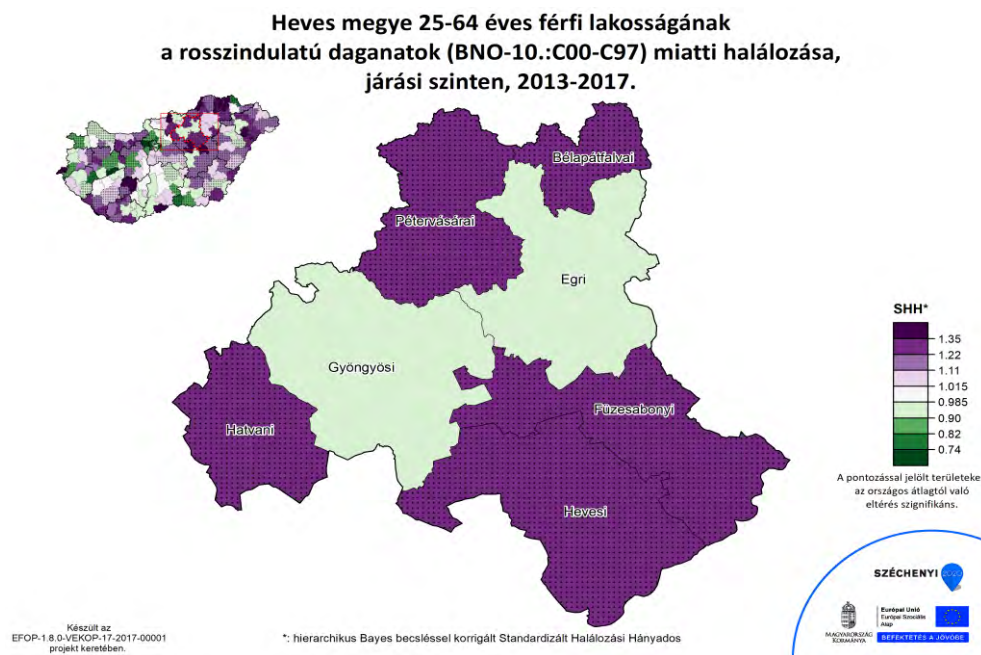 Heves megye 25-64 éves férfi lakosságának
a rosszindulatú daganatok (BNO-10.:C00-C97) miatti halálozása,
járási szinten, 2013-2017.
Bélapátfalvai
Pétervásárai
Egri
Gyöngyösi
Hatvani
Füzesabonyi
Hevesi
SHH*
1.35
1.22
1.11
1.015
0.985
0.90
0.82
0.74
A pontozással jelölt területeke
az országos átlagtól való
eltérés szignifikáns.
SZÉCHENYI 2020
MAGYARORSZÁG
KORMÁNYA
Európai Unió
Európai Szociális
Alap
BEFEKTETÉS A JÖVŐBE
Készült az
EFOP-1.8.0-VEKOP-17-2017-00001
projekt keretében.
*: hierarchikus Bayes becsléssel korrigált Standardizált Halálozási Hányados